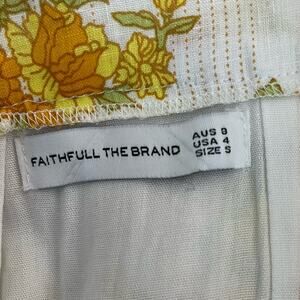 FAITHFULL THE BRAND
AUS 8
USA 4
SIZE S